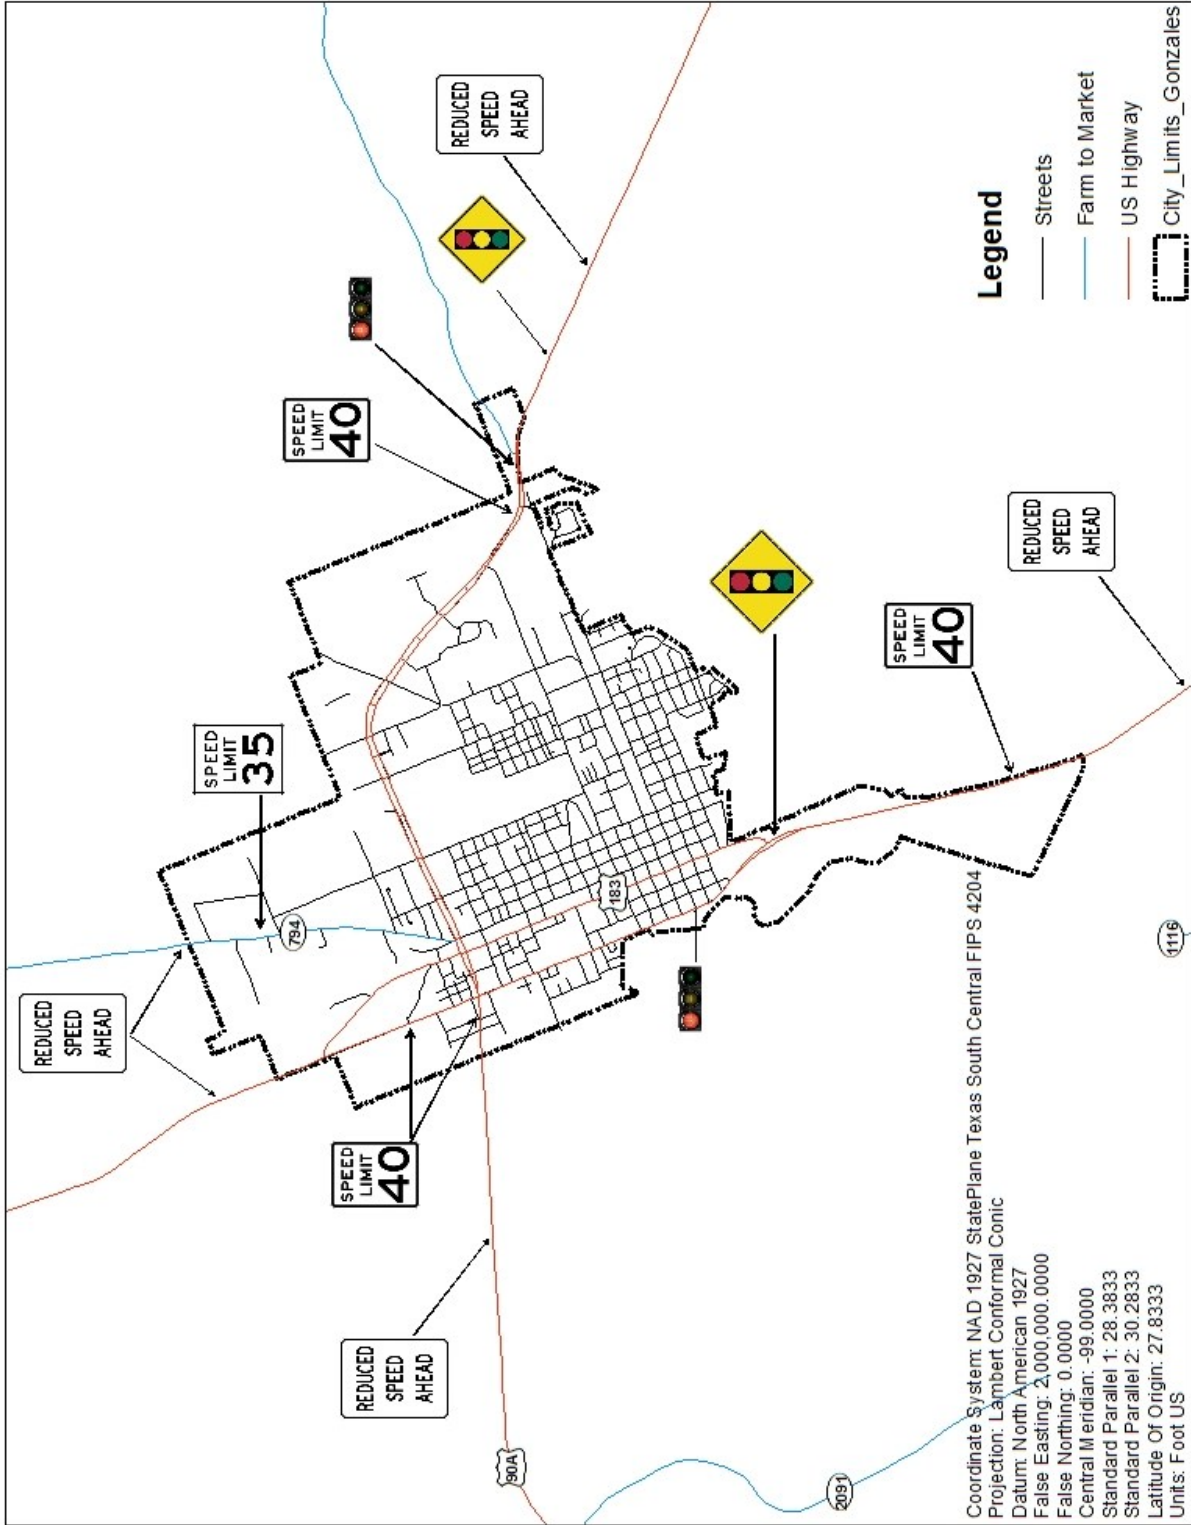 REDUCED
SPEED
AHEAD
SPEED
LIMIT
40
REDUCED
SPEED
AHEAD
90A
REDUCED
SPEED
AHEAD
794
SPEED
LIMIT
35
183
SPEED
LIMIT
40
REDUCED
SPEED
AHEAD
SPEED
LIMIT
40
REDUCED
SPEED
AHEAD
2091
1116
Coordinate System: NAD 1927 StatePlane Texas South Central FIPS 4204
Projection: Lambert Conformal Conic
Datum: North American 1927
False Easting: 2,000,000.0000
False Northing: 0.0000
Central Meridian: -99.0000
Standard Parallel 1: 28.3833
Standard Parallel 2: 30.2833
Latitude Of Origin: 27.8333
Units: Foot US
Legend
Streets
Farm to Market
US Highway
City_Limits_Gonzales